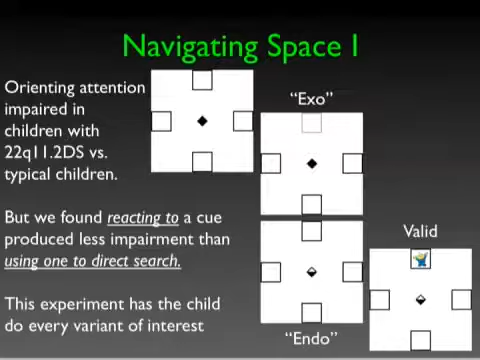 Navigating Space I
Orienting attention
impaired in
children with
22q11.2DS vs.
typical children.
But we found reacting to a cue
produced less impairment than
using one to direct search.
This experiment has the child
do every variant of interest
"Exo"
"Endo"
Valid